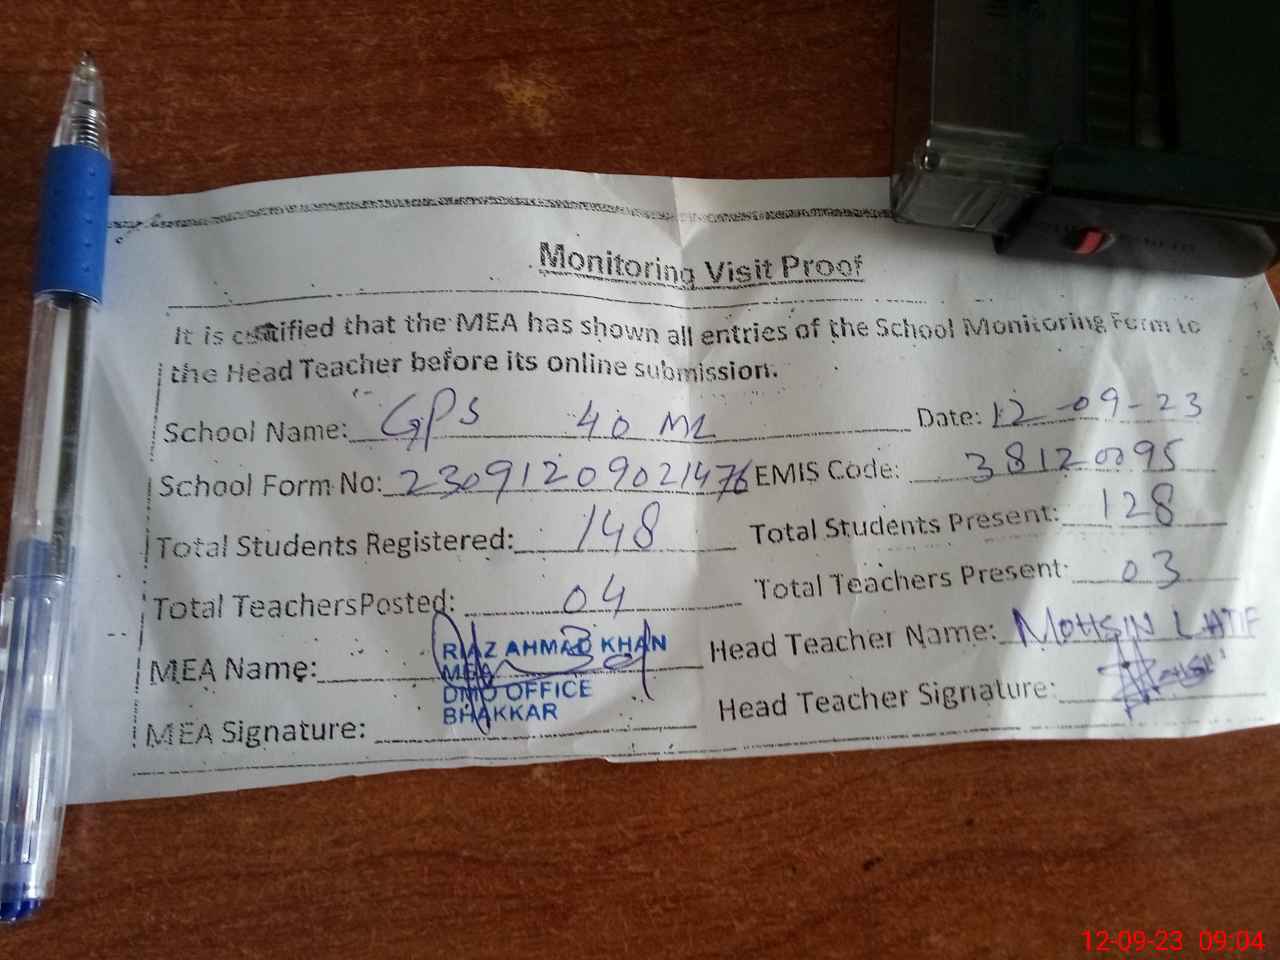 Monitoring Visit Proof
It is certified that the MEA has shown all entries of the School Monitoring Form to
the Head Teacher before its online submission.
School Name: GPS 40 ML Date: 12-09-23
School Form No: 23091209021476 EMIS Code: 38120095
Total Students Registered: 148 Total Students Present: 128
Total TeachersPosted: 04 Total Teachers Present: 03
MEA Name: RIAZ AHMAD KHAN Head Teacher Name: MOHSIN LATIF
MEA
DMO OFFICE
BHAKKAR
MEA Signature: Head Teacher Signature:
12-09-23 09:04